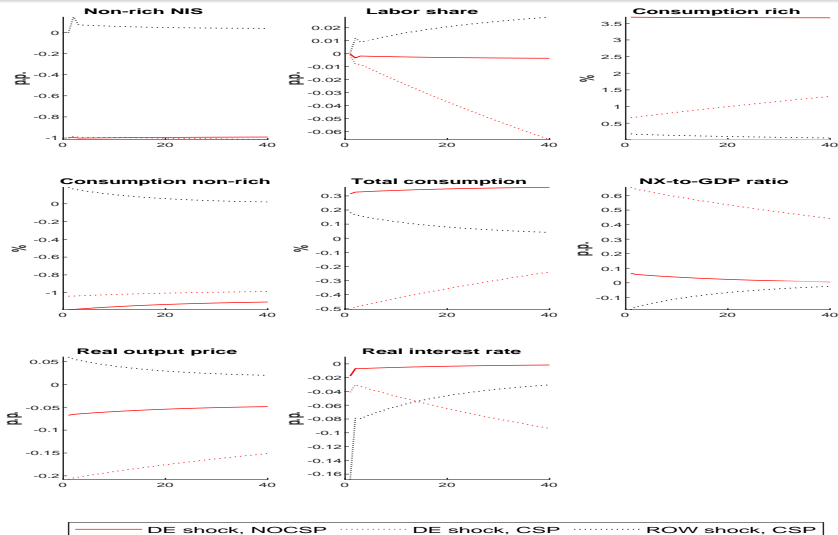 Non-rich NIS
Labor share
Consumption rich
p.p.
0
-0.2
-0.4
-0.6
-0.8
-1
0 20 40
p.p.
0.02
0.01
0
-0.01
-0.02
-0.03
-0.04
-0.05
-0.06
0 20 40
%
3.5
3
2.5
2
1.5
1
0.5
0 20 40
Consumption non-rich
Total consumption
NX-to-GDP ratio
%
0
-0.2
-0.4
-0.6
-0.8
-1
0 20 40
%
0.3
0.2
0.1
0
-0.1
-0.2
-0.3
-0.4
-0.5
0 20 40
p.p.
0.6
0.5
0.4
0.3
0.2
0.1
0
-0.1
0 20 40
Real output price
Real interest rate
p.p.
0.05
0
-0.05
-0.1
-0.15
-0.2
0 20 40
p.p.
0
-0.02
-0.04
-0.06
-0.08
-0.1
-0.12
-0.14
-0.16
0 20 40
DE shock, NOCSP DE shock, CSP ROW shock, CSP